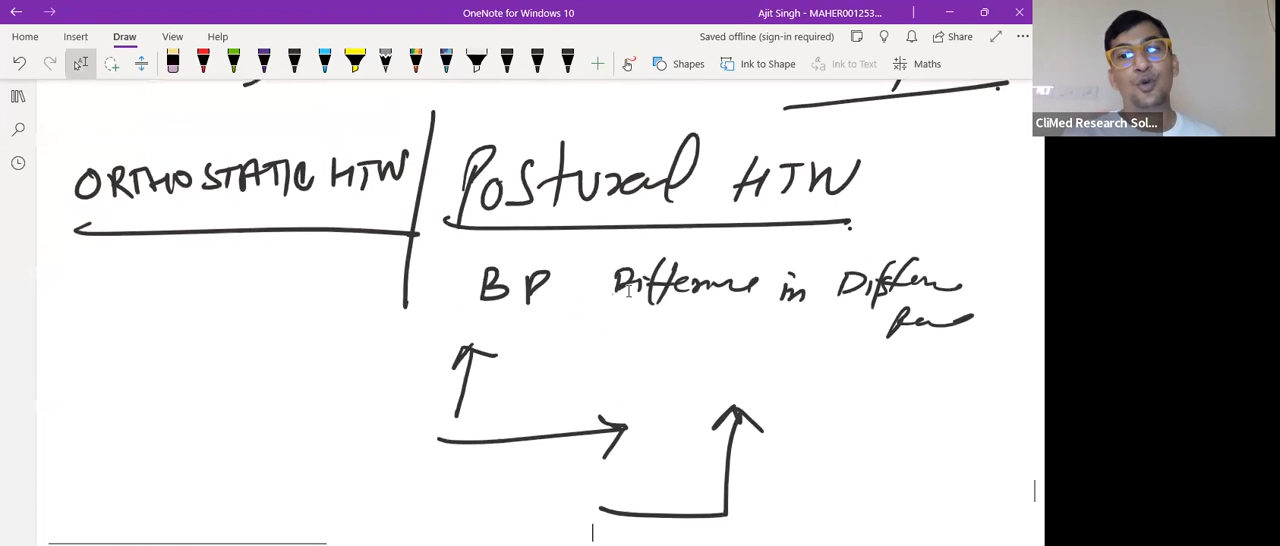 OneNote for Windows 10
Ajit Singh - MAHER001253...
Home Insert Draw View Help
Saved offline (sign-in required)
Share
Shapes
Ink to Shape
Ink to Text
Maths
CliMed Research Sol...
ORTHOSTATIC HTN
Postural HTN
BP Difference in Differen